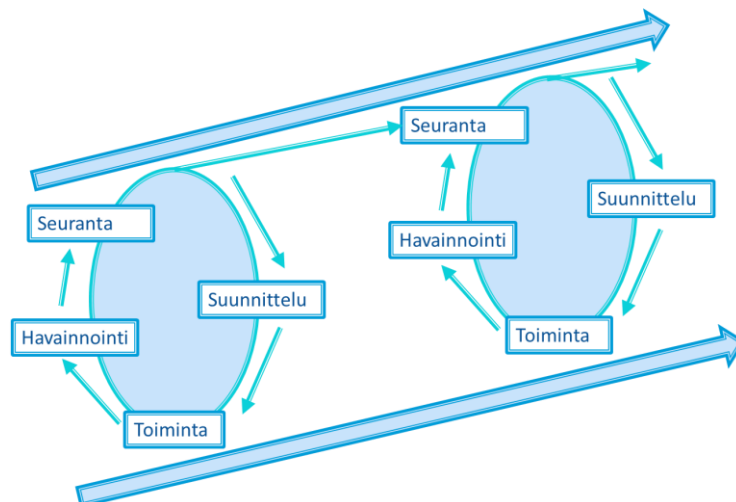 Seuranta
Suunnittelu
Havainnointi
Toiminta
Seuranta
Suunnittelu
Havainnointi
Toiminta